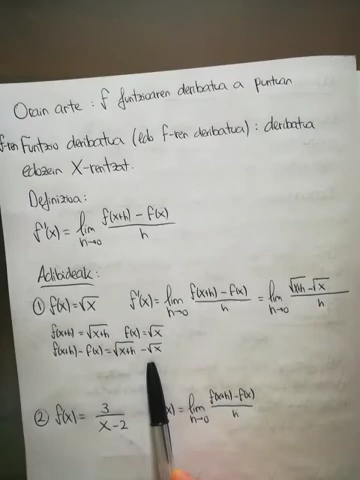 Orain arte : f funtzioaren deribatua a puntuan
f-ren Funtzio deribatua (edo f-ren deribatua) : deribatua
edozein X-rentzat.
Definizioa:
f'(x) = lim h→0 f(x+h) - f(x) / h
Adibideak:
① f(x) = √x f'(x) = lim h→0 f(x+h) - f(x) / h = lim h→0 √x+h - √x / h
f(x+h) = √x+h f(x) = √x
f(x+h) - f(x) = √x+h - √x
② f(x) = 3 / x-2 x) = lim h→0 f(x+h) - f(x) / h